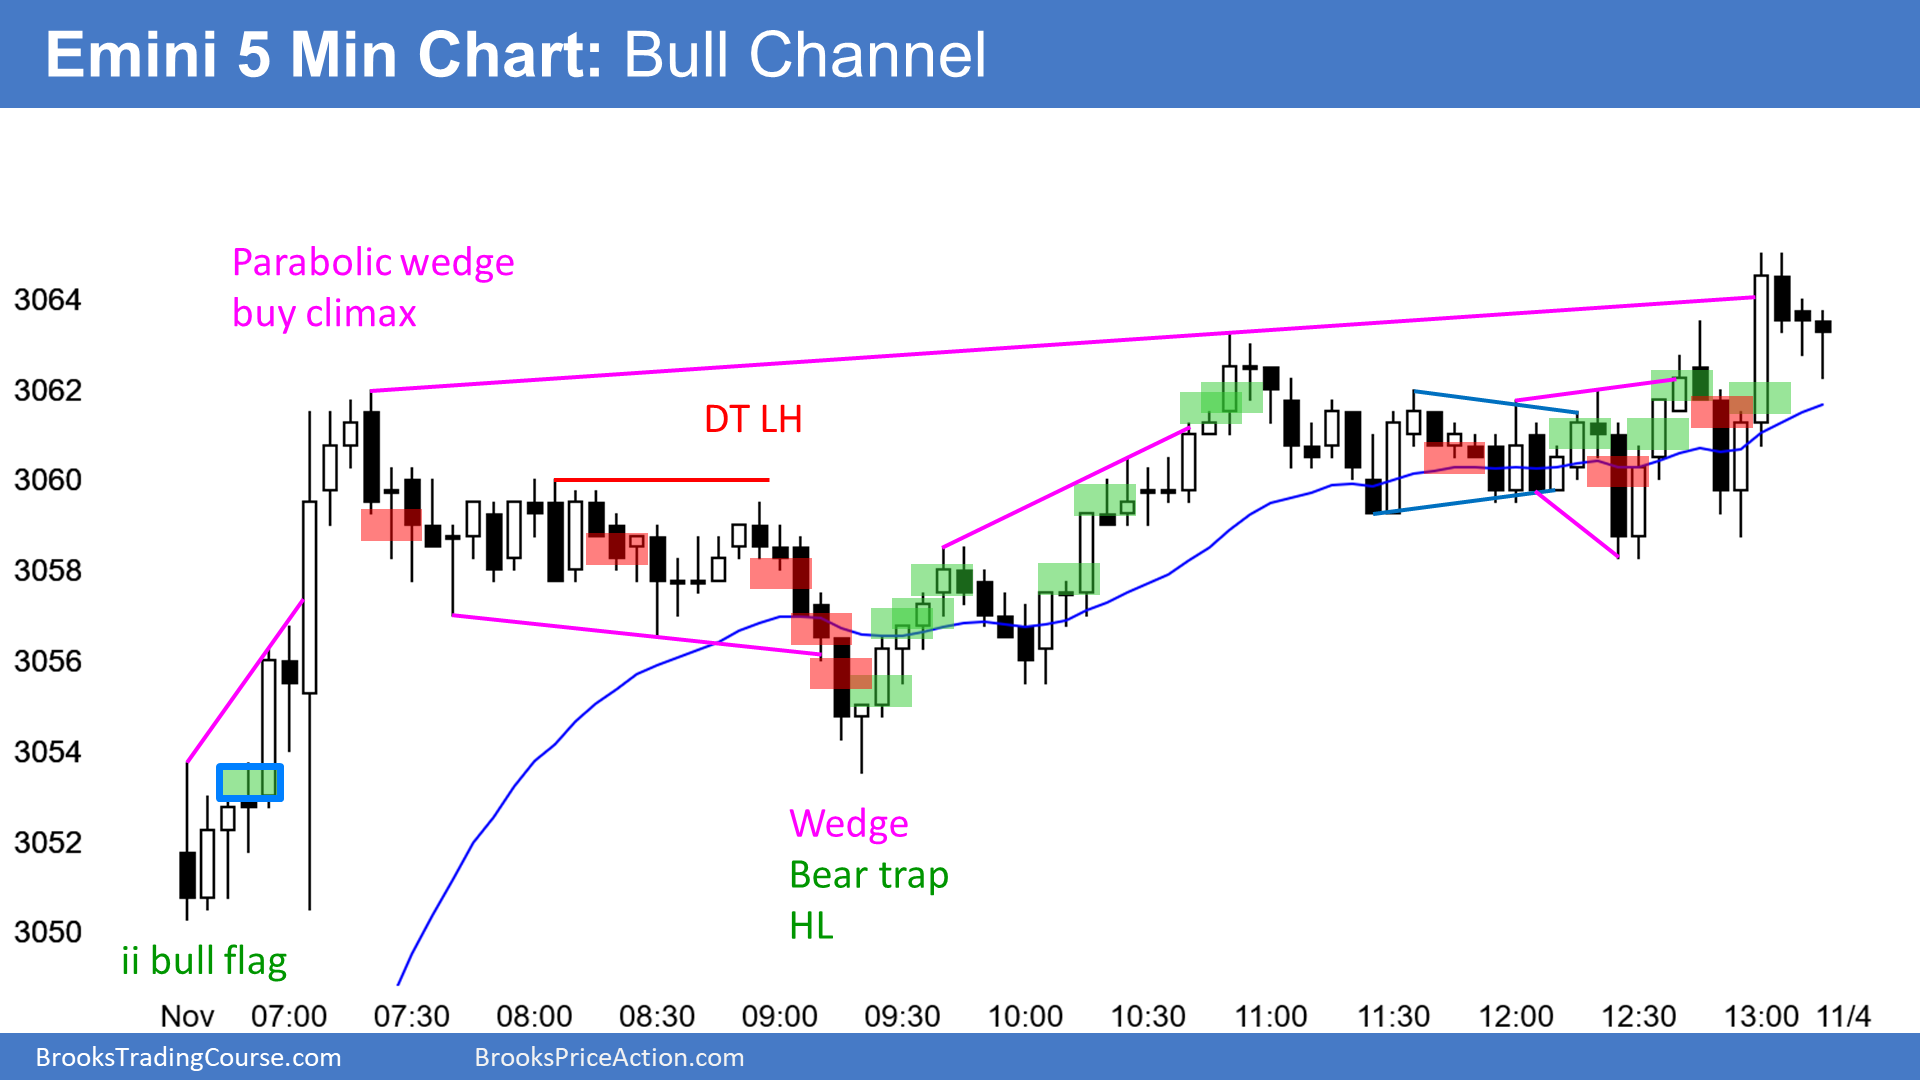 Emini 5 Min Chart: Bull Channel
Parabolic wedge
buy climax
3064
3062
DT LH
3060
3058
3056
3054
Wedge
3052
Bear trap
HL
3050
ii bull flag
Nov 07:00 07:30 08:00 08:30 09:00 09:30 10:00 10:30 11:00 11:30 12:00 12:30 13:00 11/4
BrooksTradingCourse.com BrooksPriceAction.com